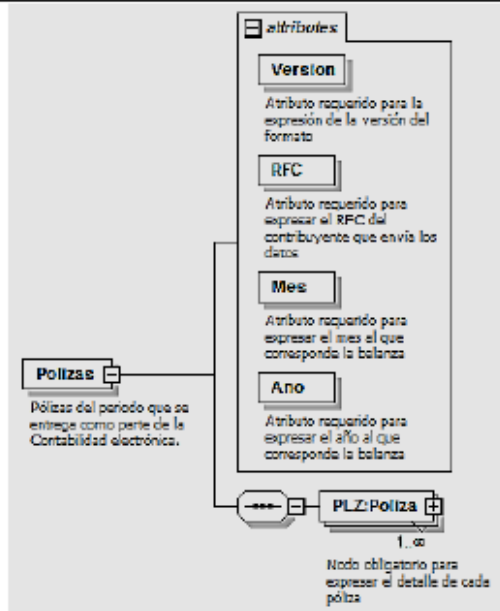 attributes
Version
Atributo requerido para la
expresión de la versión del
formato
RFC
Atributo requerido para
expresar el RFC del
contribuyente que envía los
datos
Mes
Atributo requerido para
expresar el mes al que
corresponde la balanza
Ano
Atributo requerido para
expresar el año al que
corresponde la balanza
Polizas
Pólizas del periodo que se
entrega como parte de la
Contabilidad electrónica.
PLZ:Poliza
1..∞
Nodo obligatorio para
expresar el detalle de cada
póliza